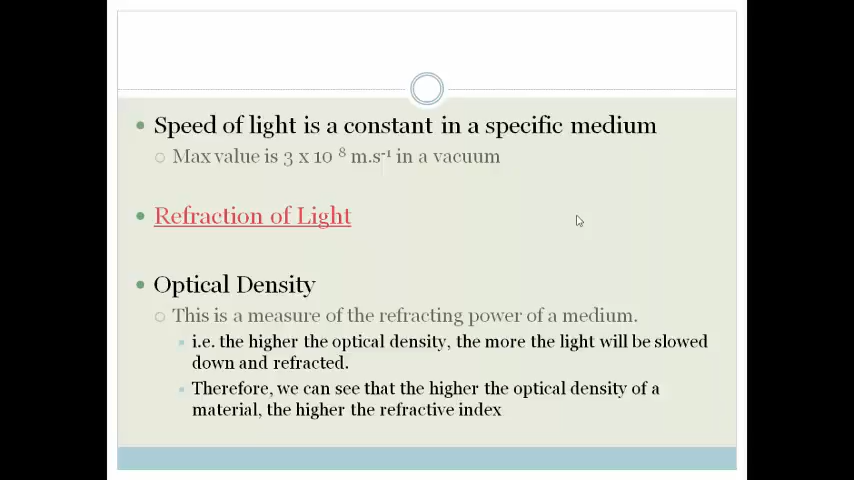 Speed of light is a constant in a specific medium
Max value is 3 x 10 ⁸ m.s⁻¹ in a vacuum
Refraction of Light
Optical Density
This is a measure of the refracting power of a medium.
i.e. the higher the optical density, the more the light will be slowed
down and refracted.
Therefore, we can see that the higher the optical density of a
material, the higher the refractive index